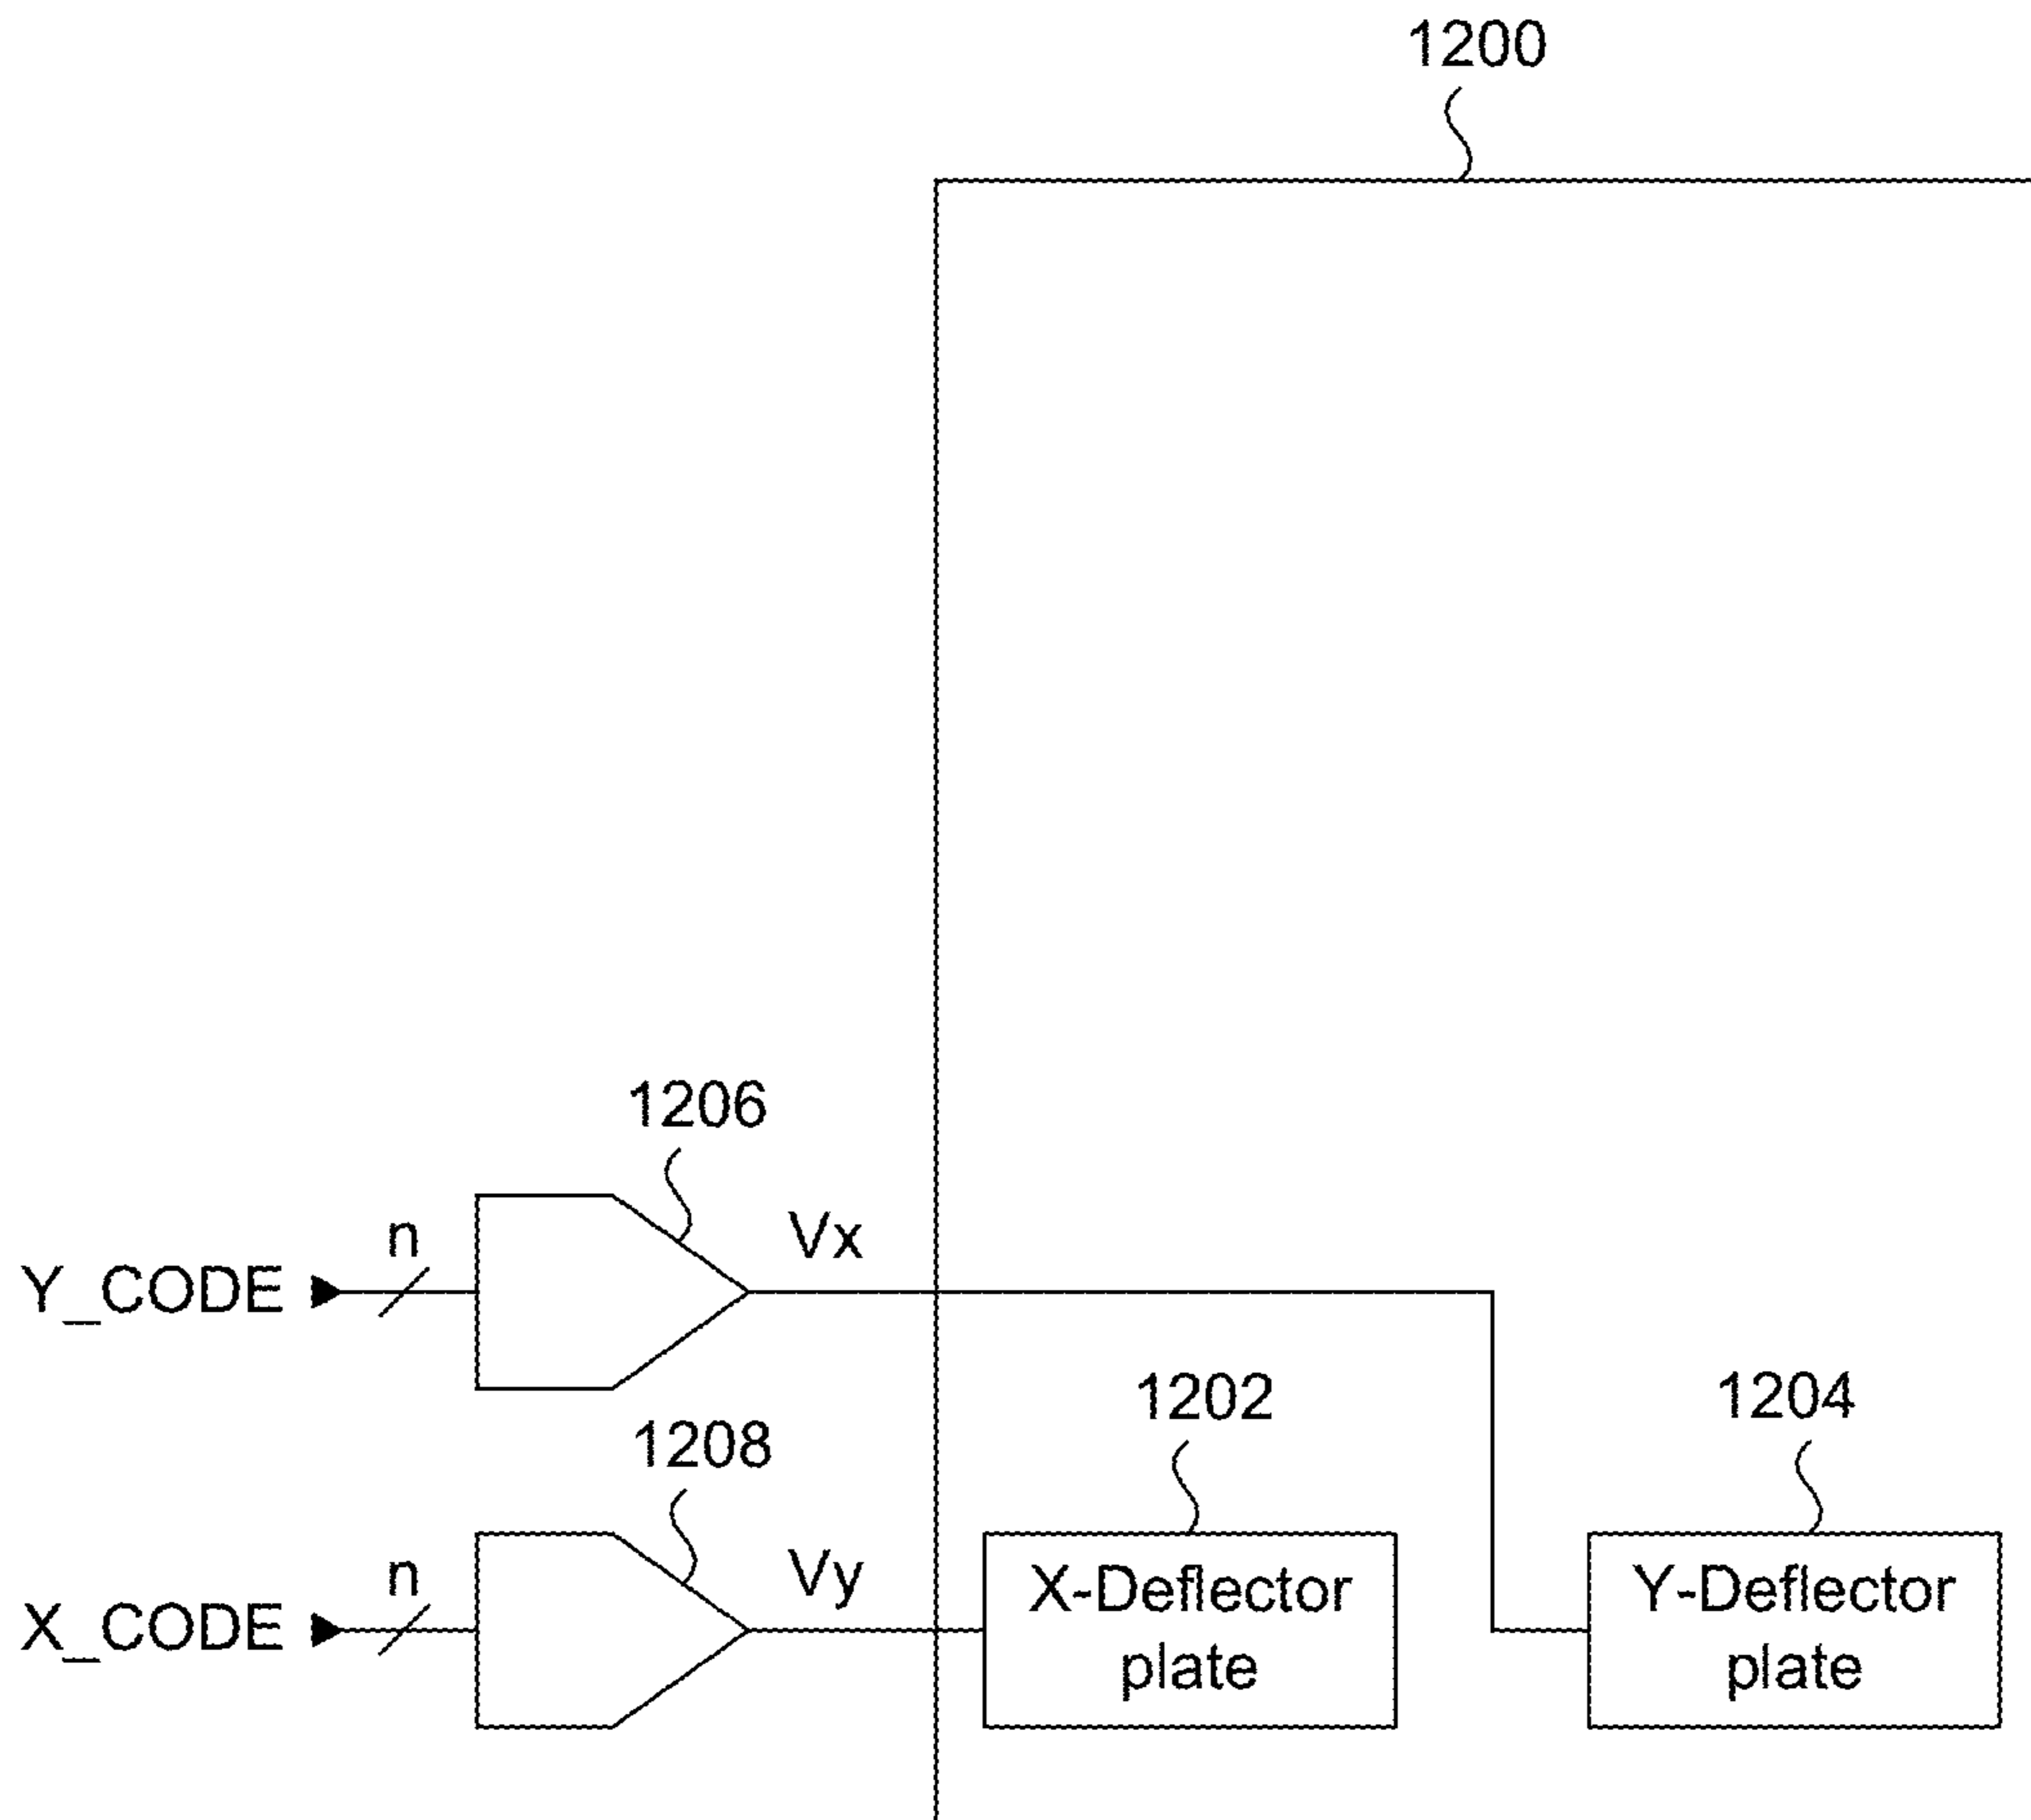 1200
1206
n
Vx
Y_CODE
1202
1204
1208
n
Vy
X-Deflector
plate
Y-Deflector
plate
X_CODE